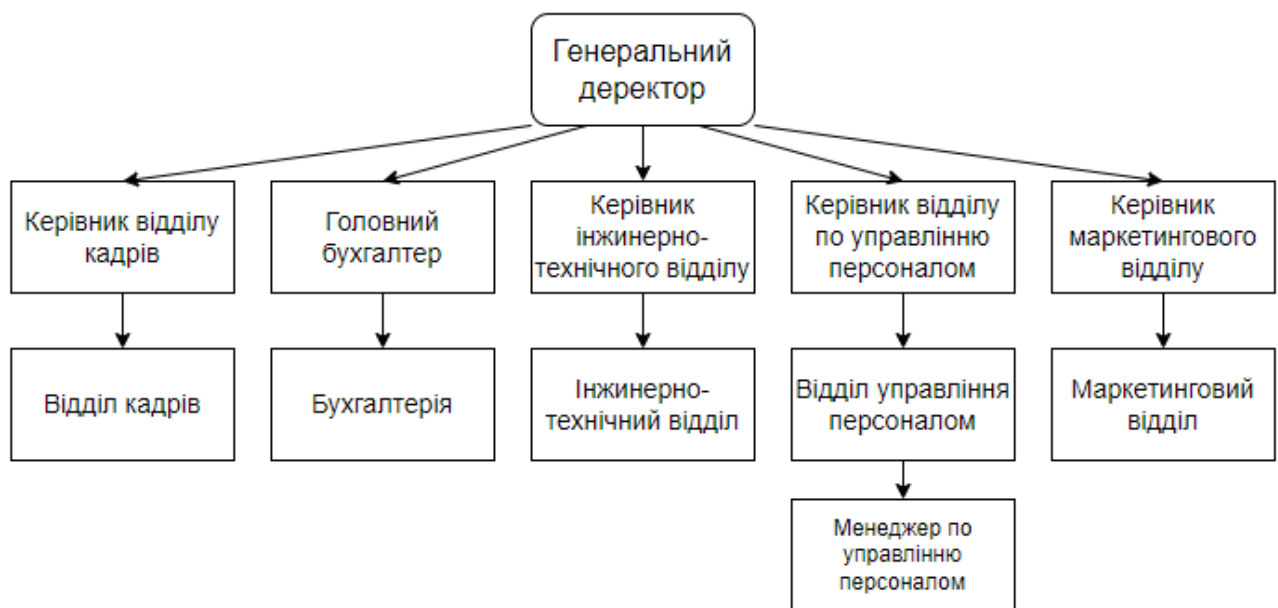 Генеральний
деректор
Керівник відділу
кадрів
Головний
бухгалтер
Керівник
інжинерно-
технічного відділу
Керівник відділу
по управлінню
персоналом
Керівник
маркетингового
відділу
Відділ кадрів
Бухгалтерія
Інжинерно-
технічний відділ
Відділ управління
персоналом
Маркетинговий
відділ
Менеджер по
управлінню
персоналом